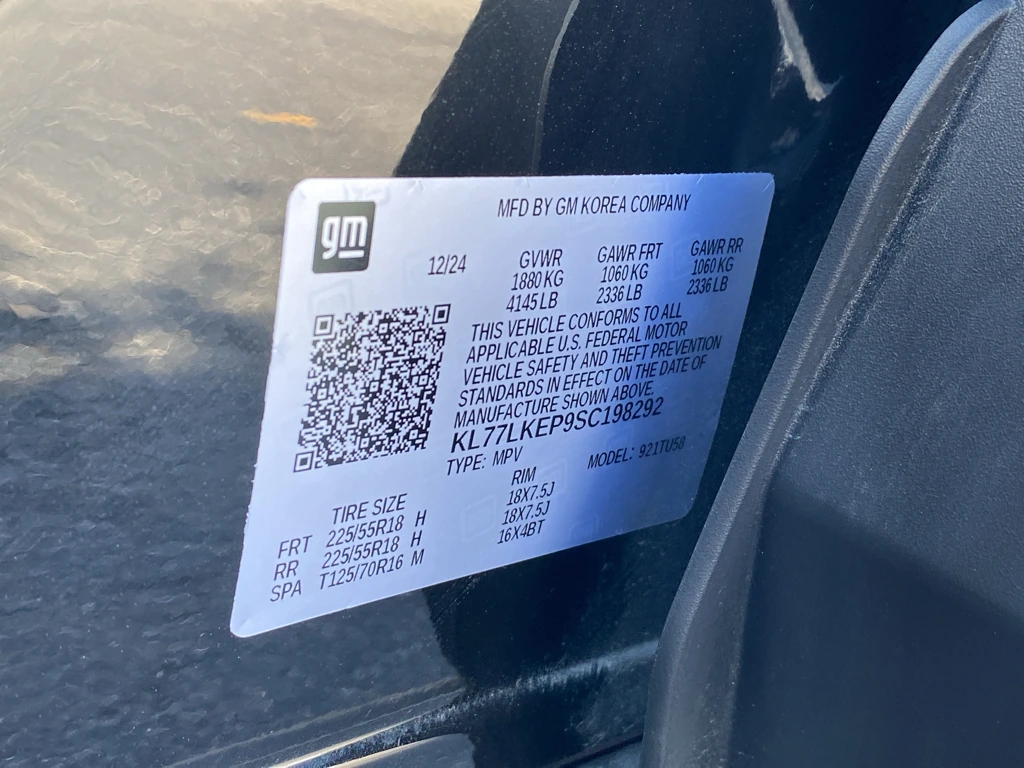 gm
MFD BY GM KOREA COMPANY
12/24 GVWR GAWR FRT GAWR RR
1880 KG 1060 KG 1060 KG
4145 LB 2336 LB 2336 LB
THIS VEHICLE CONFORMS TO ALL
APPLICABLE U.S. FEDERAL MOTOR
VEHICLE SAFETY AND THEFT PREVENTION
STANDARDS IN EFFECT ON THE DATE OF
MANUFACTURE SHOWN ABOVE.
KL77LKEP9SC198292
TYPE: MPV MODEL: 921TU58
TIRE SIZE RIM
FRT 225/55R18 H 18X7.5J
RR 225/55R18 H 18X7.5J
SPA T125/70R16 M 16X4BT